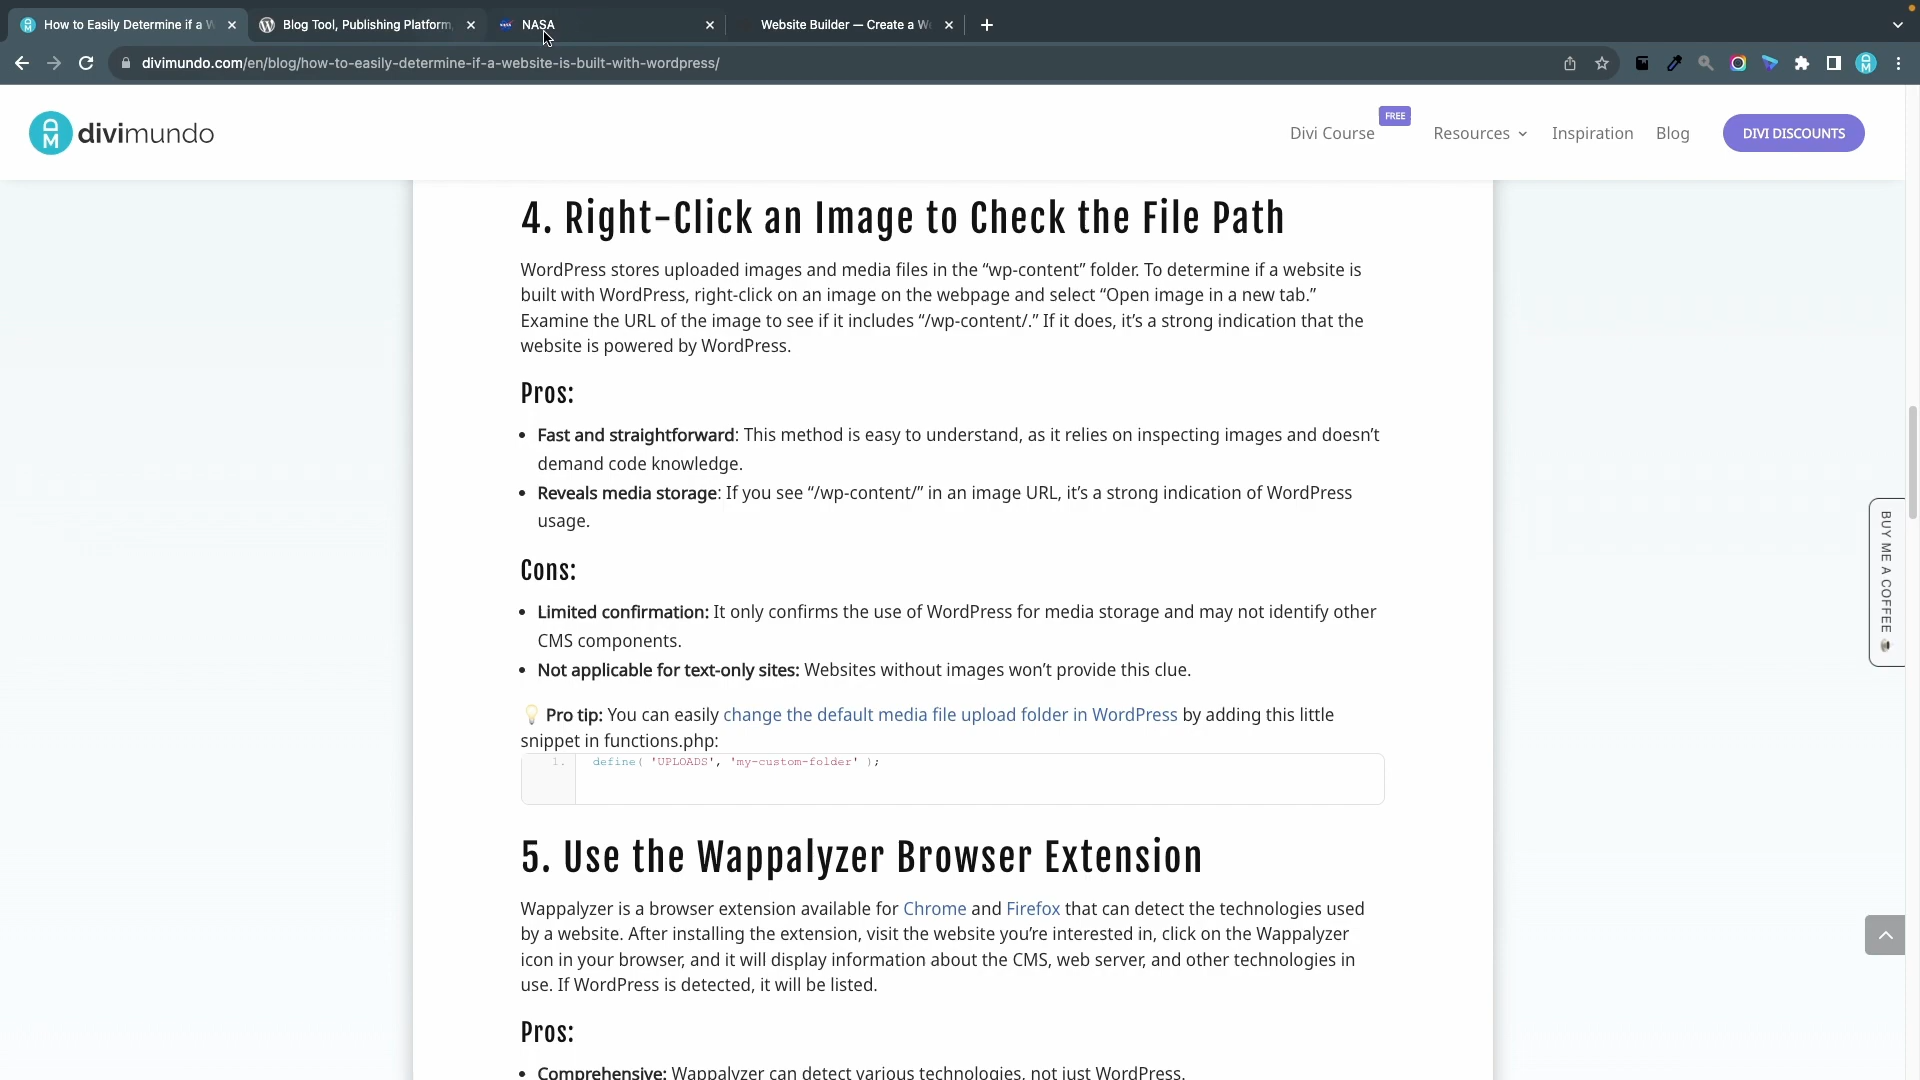 How to Easily Determine if a W
Blog Tool, Publishing Platform,
NASA
Website Builder — Create a We
divimundo.com/en/blog/how-to-easily-determine-if-a-website-is-built-with-wordpress/
divimundo
Divi Course
FREE
Resources
Inspiration
Blog
DIVI DISCOUNTS
4. Right-Click an Image to Check the File Path
WordPress stores uploaded images and media files in the “wp-content” folder. To determine if a website is
built with WordPress, right-click on an image on the webpage and select “Open image in a new tab.”
Examine the URL of the image to see if it includes “/wp-content/.” If it does, it’s a strong indication that the
website is powered by WordPress.
Pros:
• Fast and straightforward: This method is easy to understand, as it relies on inspecting images and doesn’t
demand code knowledge.
• Reveals media storage: If you see “/wp-content/” in an image URL, it’s a strong indication of WordPress
usage.
Cons:
• Limited confirmation: It only confirms the use of WordPress for media storage and may not identify other
CMS components.
• Not applicable for text-only sites: Websites without images won’t provide this clue.
💡 Pro tip: You can easily change the default media file upload folder in WordPress by adding this little
snippet in functions.php:
1. define( 'UPLOADS', 'my-custom-folder' );
5. Use the Wappalyzer Browser Extension
Wappalyzer is a browser extension available for Chrome and Firefox that can detect the technologies used
by a website. After installing the extension, visit the website you’re interested in, click on the Wappalyzer
icon in your browser, and it will display information about the CMS, web server, and other technologies in
use. If WordPress is detected, it will be listed.
Pros:
• Comprehensive: Wappalyzer can detect various technologies, not just WordPress.
BUY ME A COFFEE